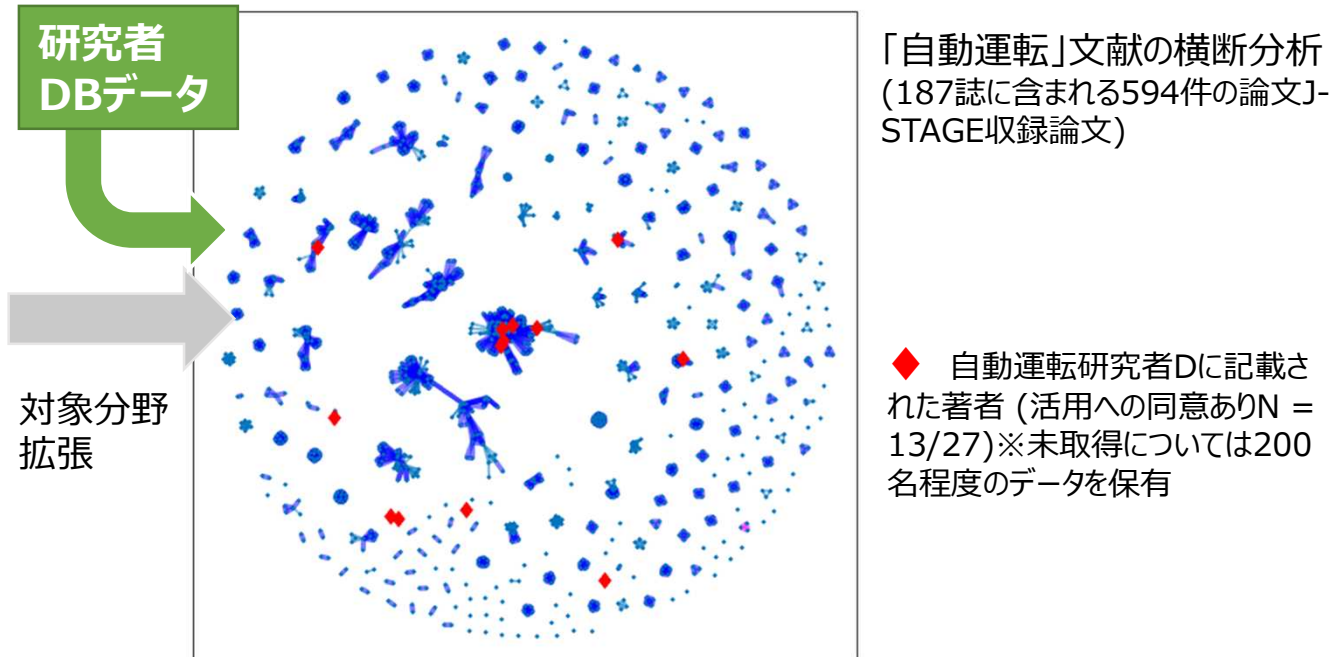 研究者
DBデータ
対象分野
拡張
「自動運転」文献の横断分析
(187誌に含まれる594件の論文J-
STAGE収録論文)
♦ 自動運転研究者Dに記載さ
れた著者 (活用への同意ありN =
13/27)※未取得については200
名程度のデータを保有